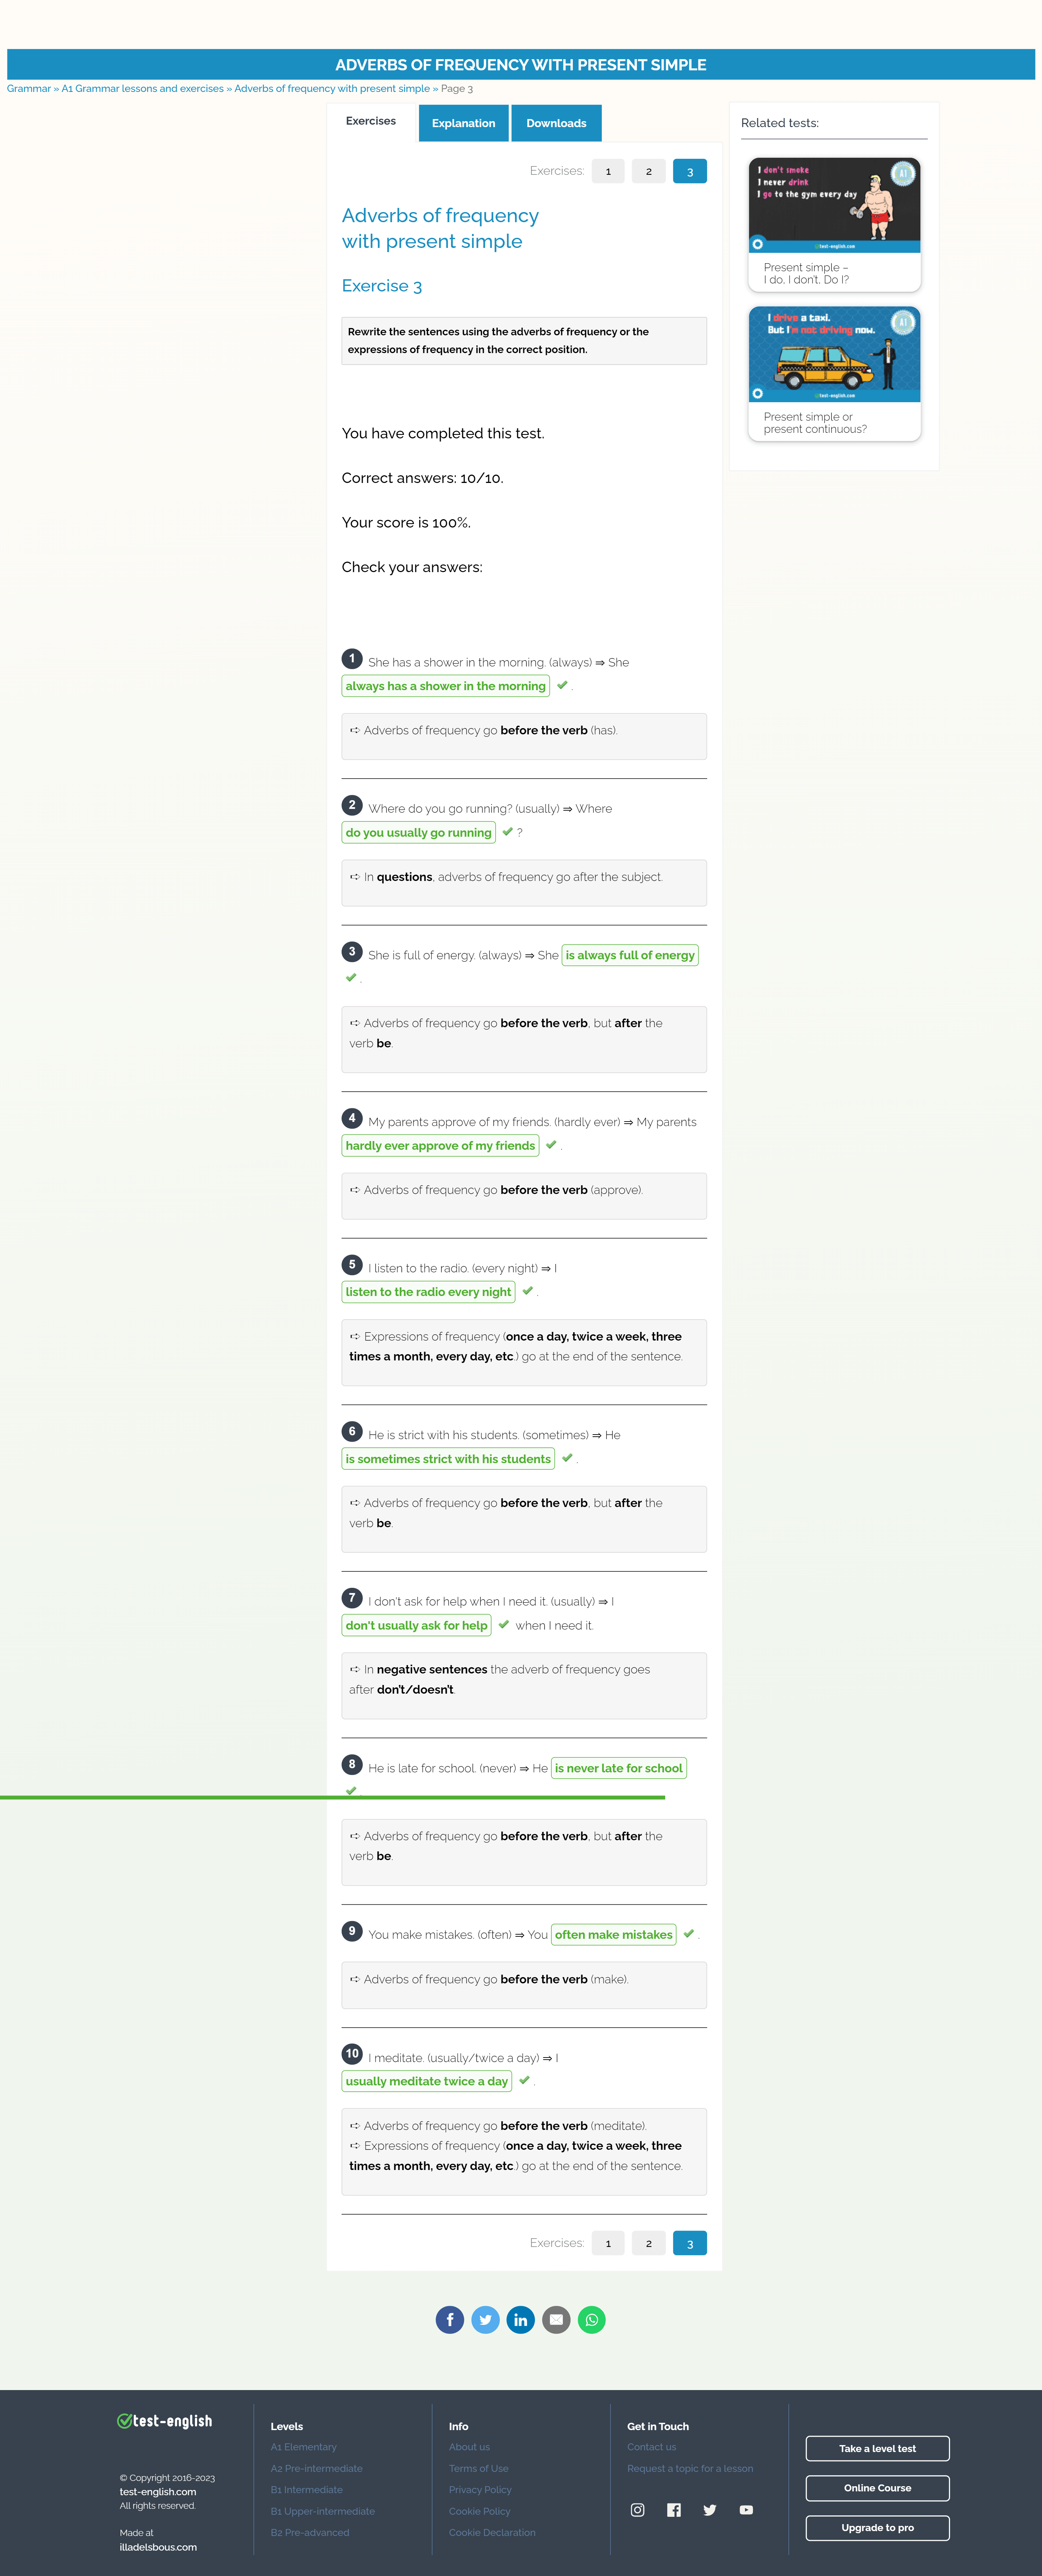 ADVERBS OF FREQUENCY WITH PRESENT SIMPLE
Grammar » A1 Grammar lessons and exercises » Adverbs of frequency with present simple » Page 3
Exercises
Explanation
Downloads
Exercises: 1 2 3
Adverbs of frequency
with present simple
Exercise 3
Rewrite the sentences using the adverbs of frequency or the
expressions of frequency in the correct position.
You have completed this test.
Correct answers: 10/10.
Your score is 100%.
Check your answers:
1 She has a shower in the morning. (always) ⇒ She
always has a shower in the morning ✔ .
➪ Adverbs of frequency go before the verb (has).
2 Where do you go running? (usually) ⇒ Where
do you usually go running ✔ ?
➪ In questions, adverbs of frequency go after the subject.
3 She is full of energy. (always) ⇒ She is always full of energy
✔ .
➪ Adverbs of frequency go before the verb, but after the
verb be.
4 My parents approve of my friends. (hardly ever) ⇒ My parents
hardly ever approve of my friends ✔ .
➪ Adverbs of frequency go before the verb (approve).
5 I listen to the radio. (every night) ⇒ I
listen to the radio every night ✔ .
➪ Expressions of frequency (once a day, twice a week, three
times a month, every day, etc.) go at the end of the sentence.
6 He is strict with his students. (sometimes) ⇒ He
is sometimes strict with his students ✔ .
➪ Adverbs of frequency go before the verb, but after the
verb be.
7 I don't ask for help when I need it. (usually) ⇒ I
don't usually ask for help ✔ when I need it.
➪ In negative sentences the adverb of frequency goes
after don't/doesn't.
8 He is late for school. (never) ⇒ He is never late for school
✔ .
➪ Adverbs of frequency go before the verb, but after the
verb be.
9 You make mistakes. (often) ⇒ You often make mistakes ✔ .
➪ Adverbs of frequency go before the verb (make).
10 I meditate. (usually/twice a day) ⇒ I
usually meditate twice a day ✔ .
➪ Adverbs of frequency go before the verb (meditate).
➪ Expressions of frequency (once a day, twice a week, three
times a month, every day, etc.) go at the end of the sentence.
Exercises: 1 2 3
Related tests:
I don't smoke
I never drink
I go to the gym every day
A1
test-english.com
Present simple –
I do, I don't, Do I?
I drive a taxi.
But I'm not driving now.
A1
test-english.com
Present simple or
present continuous?
test-english
© Copyright 2016-2023
test-english.com
All rights reserved.
Made at
illadelsbous.com
Levels
A1 Elementary
A2 Pre-intermediate
B1 Intermediate
B1 Upper-intermediate
B2 Pre-advanced
Info
About us
Terms of Use
Privacy Policy
Cookie Policy
Cookie Declaration
Get in Touch
Contact us
Request a topic for a lesson
Take a level test
Online Course
Upgrade to pro